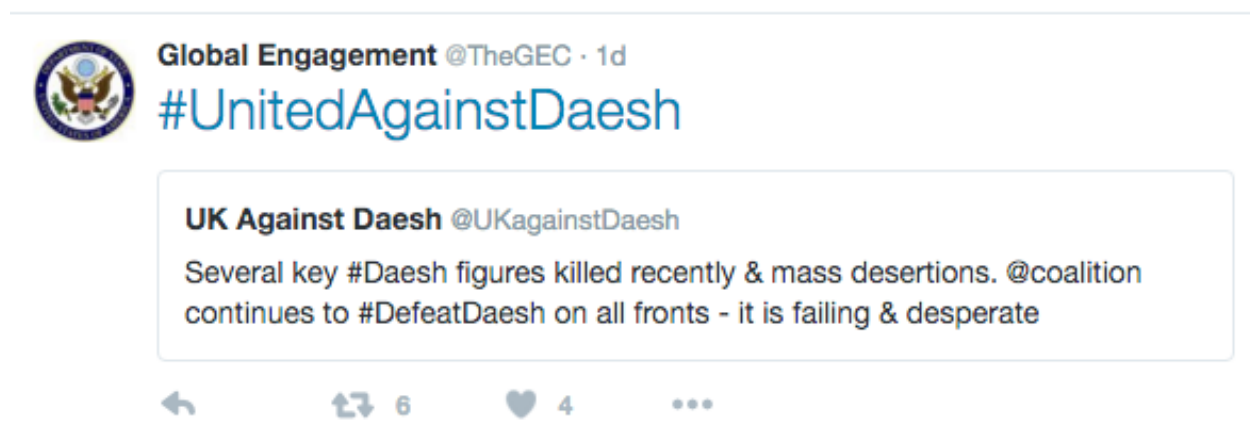 Global Engagement @TheGEC · 1d
#UnitedAgainstDaesh
UK Against Daesh @UKagainstDaesh
Several key #Daesh figures killed recently & mass desertions. @coalition
continues to #DefeatDaesh on all fronts - it is failing & desperate
6 4